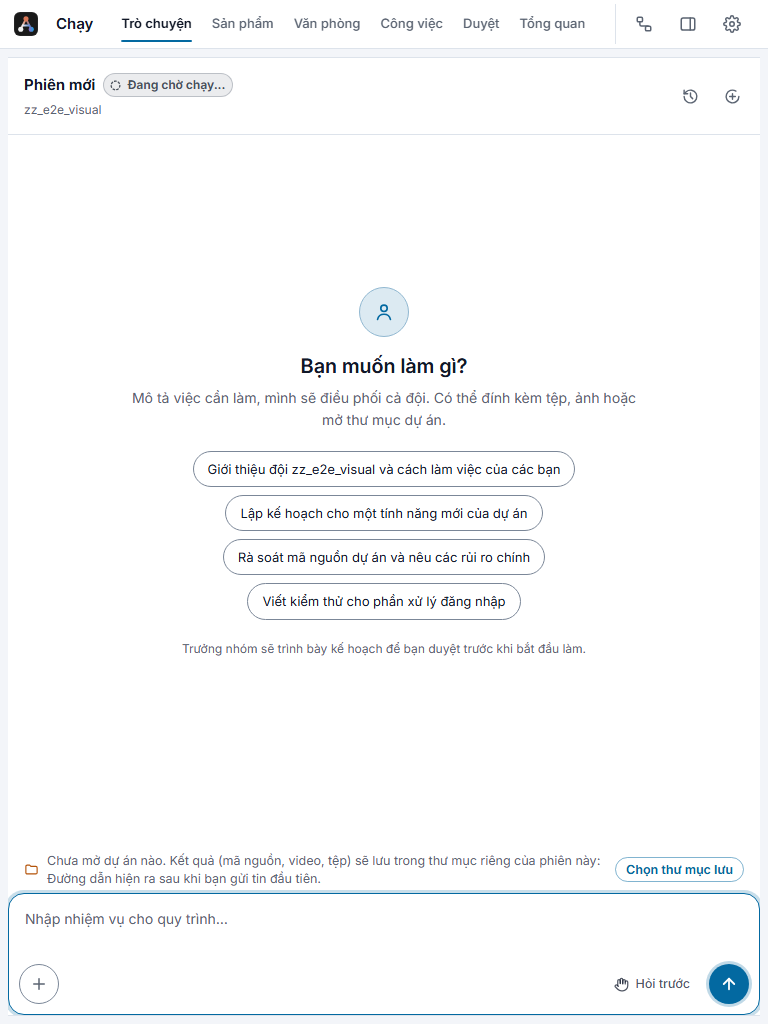 Chạy
Trò chuyện
Sản phẩm
Văn phòng
Công việc
Duyệt
Tổng quan
Phiên mới
Đang chờ chạy...
zz_e2e_visual
Bạn muốn làm gì?
Mô tả việc cần làm, mình sẽ điều phối cả đội. Có thể đính kèm tệp, ảnh hoặc
mở thư mục dự án.
Giới thiệu đội zz_e2e_visual và cách làm việc của các bạn
Lập kế hoạch cho một tính năng mới của dự án
Rà soát mã nguồn dự án và nêu các rủi ro chính
Viết kiểm thử cho phần xử lý đăng nhập
Trưởng nhóm sẽ trình bày kế hoạch để bạn duyệt trước khi bắt đầu làm.
Chưa mở dự án nào. Kết quả (mã nguồn, video, tệp) sẽ lưu trong thư mục riêng của phiên này:
Đường dẫn hiện ra sau khi bạn gửi tin đầu tiên.
Chọn thư mục lưu
Nhập nhiệm vụ cho quy trình...
Hỏi trước